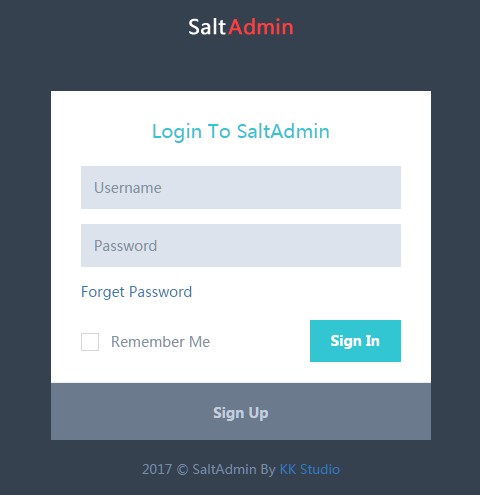 SaltAdmin
Login To SaltAdmin
Username
Password
Forget Password
Remember Me
Sign In
Sign Up
2017 © SaltAdmin By KK Studio